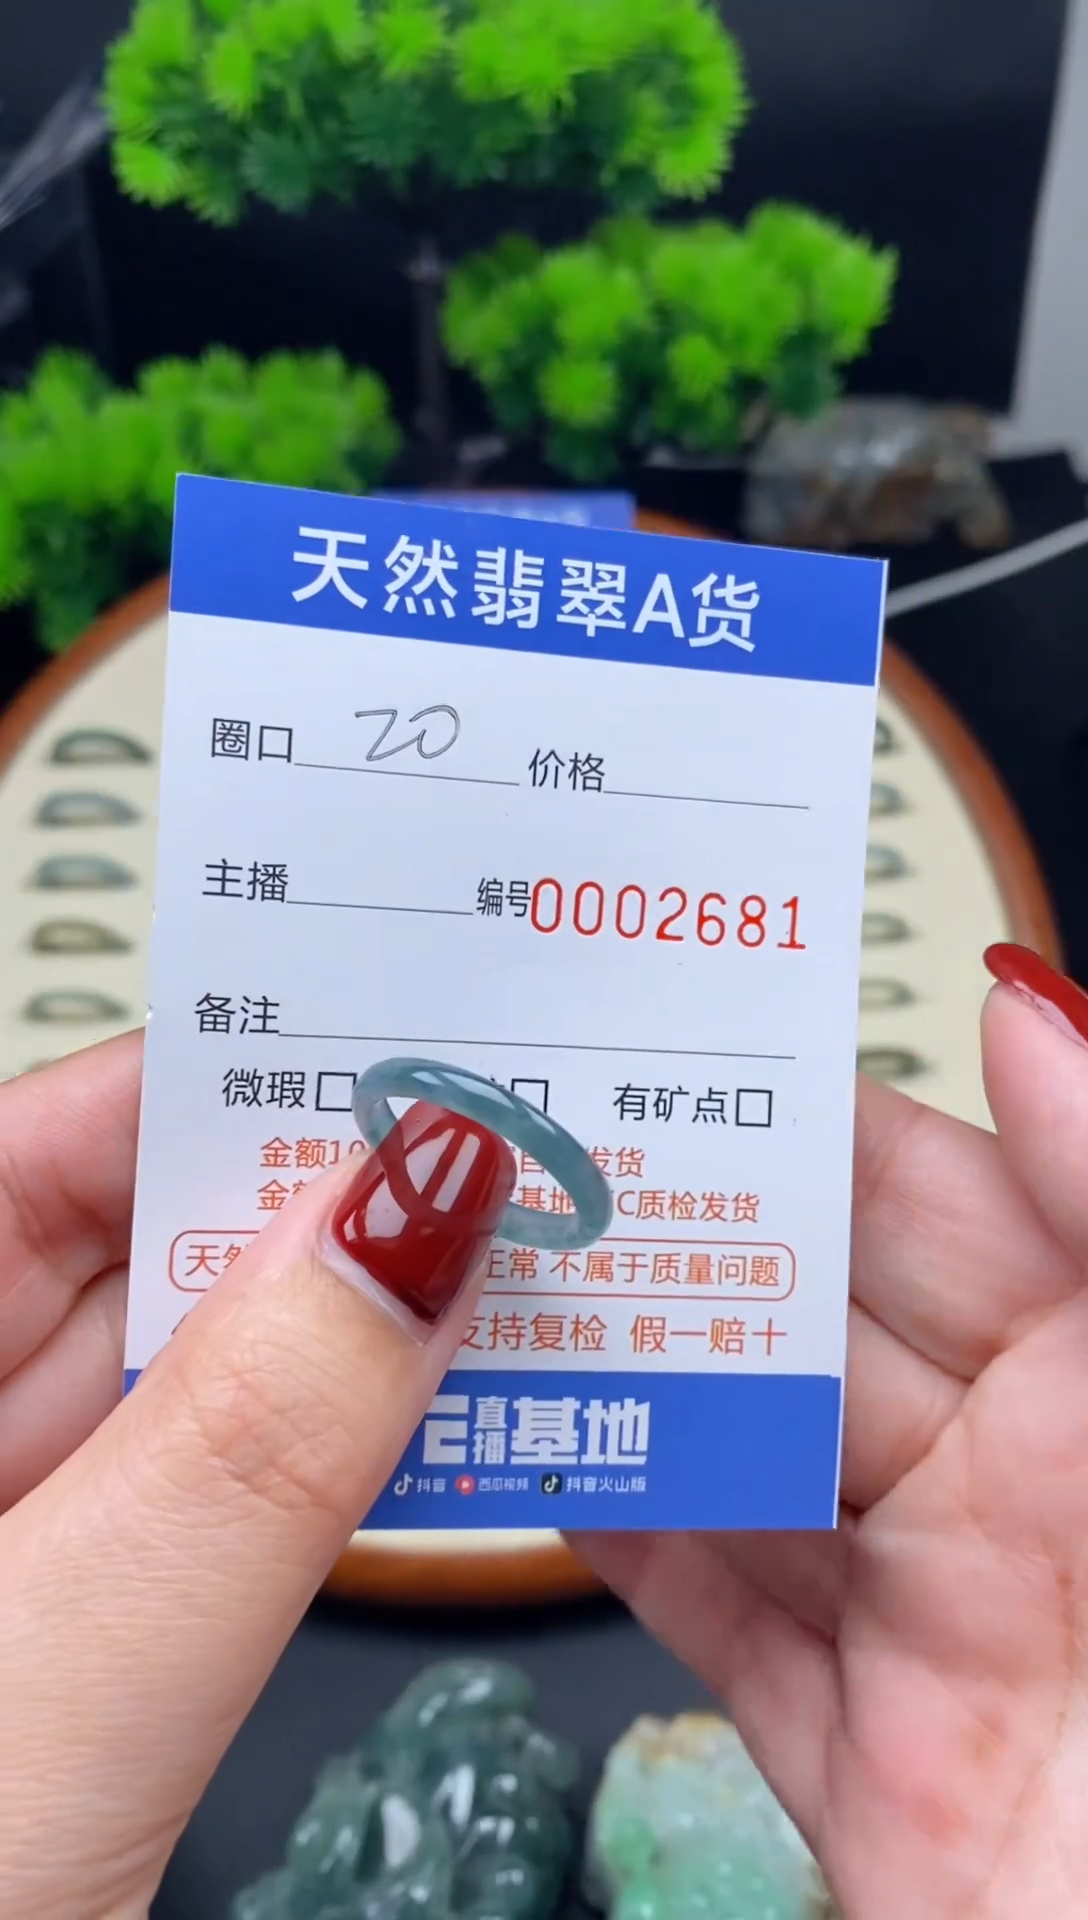 天然翡翠A货
圈口 20 价格
主播 编号0002681
备注
微瑕□ □ 有矿点□
金额10 发货
基地 C质检发货
天然 正常 不属于质量问题
支持复检 假一赔十
直播基地
抖音 西瓜视频 抖音火山版